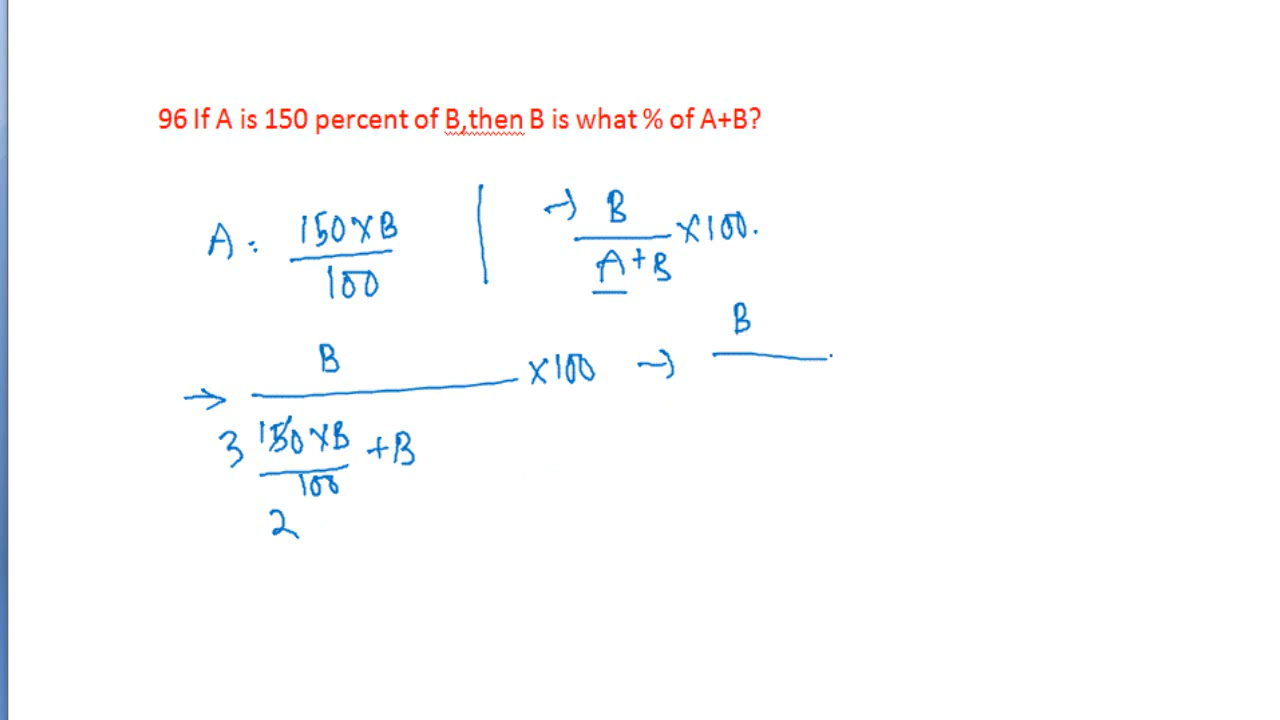 96 If A is 150 percent of B,then B is what % of A+B?
A = 150×B / 100 | → B / A+B ×100.
→ B / 150×B / 100 + B ×100 → B
3
2